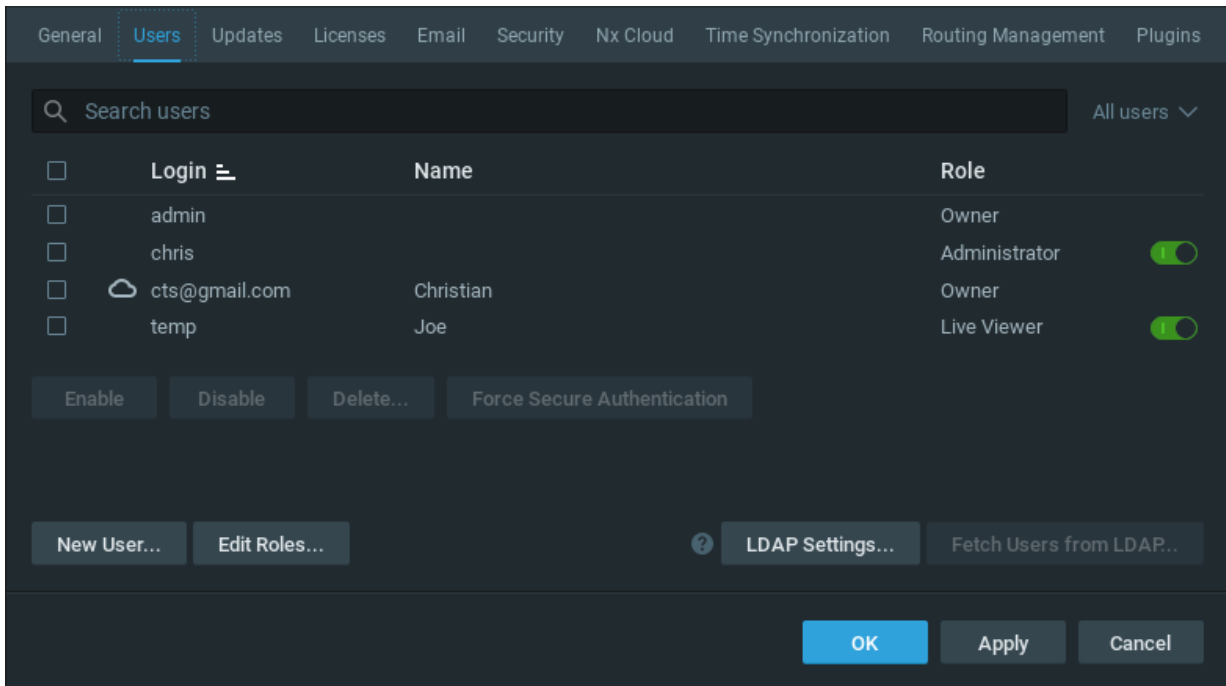 General Users Updates Licenses Email Security Nx Cloud Time Synchronization Routing Management Plugins
Search users All users
Login Name Role
admin Owner
chris Administrator
cts@gmail.com Christian Owner
temp Joe Live Viewer
Enable Disable Delete... Force Secure Authentication
New User... Edit Roles... ? LDAP Settings... Fetch Users from LDAP...
OK Apply Cancel